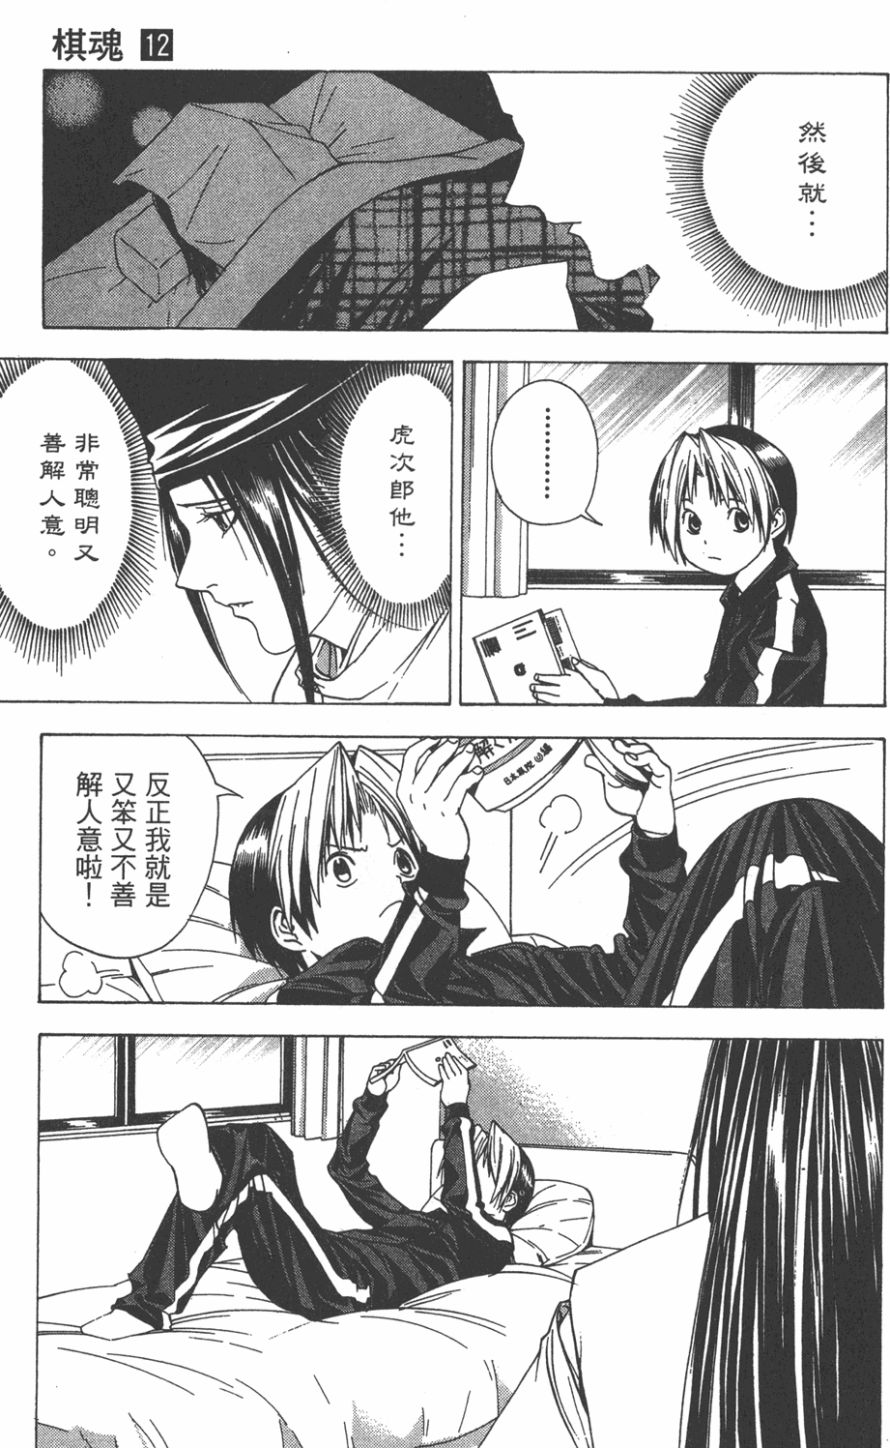 棋魂 12
然後就…
…………
虎次郎他…
非常聰明又
善解人意。
反正我就是
又笨又不善
解人意啦！